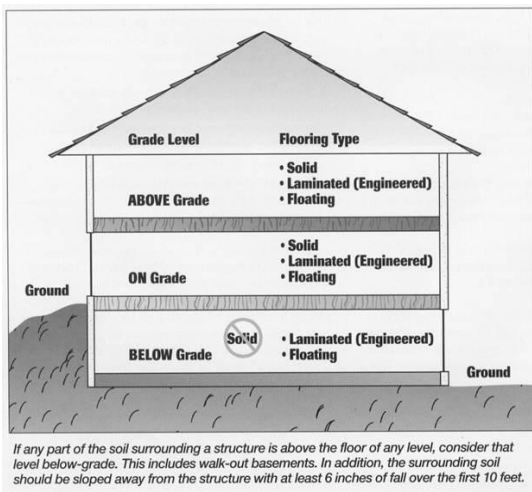 Grade Level Flooring Type
• Solid
• Laminated (Engineered)
ABOVE Grade • Floating
• Solid
• Laminated (Engineered)
ON Grade • Floating
Ground
Solid • Laminated (Engineered)
BELOW Grade • Floating
Ground
If any part of the soil surrounding a structure is above the floor of any level, consider that
level below-grade. This includes walk-out basements. In addition, the surrounding soil
should be sloped away from the structure with at least 6 inches of fall over the first 10 feet.